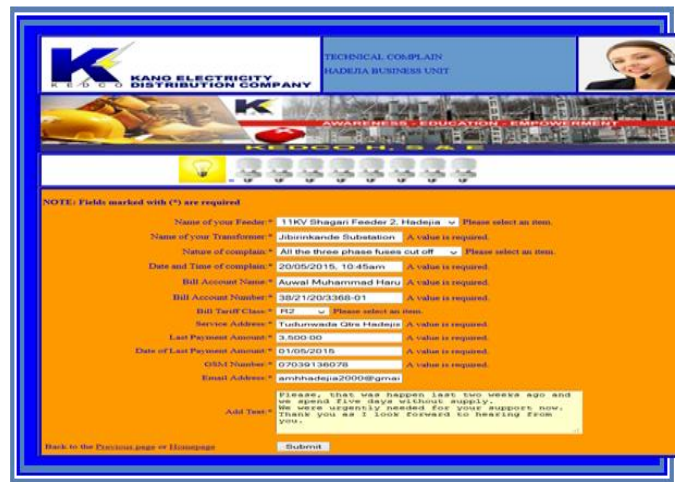 TECHNICAL COMPLAIN
HADEJIA BUSINESS UNIT
K E D C O
KANO ELECTRICITY
DISTRIBUTION COMPANY
AWARENESS - EDUCATION - EMPOWERMENT
KEDCO H. S & E
NOTE: Fields marked with (*) are required
Name of your Feeder:* 11KV Shagari Feeder 2, Hadejia Please select an item.
Name of your Transformer:* Jibirinkande Substation A value is required.
Nature of complain:* All the three phase fuses cut off Please select an item.
Date and Time of complain:* 20/05/2015, 10:45am A value is required.
Bill Account Name:* Auwal Muhammad Haru A value is required.
Bill Account Number:* 38/21/20/3368-01 A value is required.
Bill Tariff Class:* R2 Please select an item.
Service Address:* Tudunwada Qtrs Hadejia A value is required.
Last Payment Amount:* 3,500:00 A value is required.
Date of Last Payment Amount:* 01/05/2015 A value is required.
GSM Number:* 07039136078 A value is required.
Email Address:* amhhadejia2000@gmai A value is required.
Add Text:* Please, that was happen last two weeks ago and
we spend five days without supply.
We were urgently needed for your support now.
Thank you as I look forward to hearing from
you.
Back to the Previous page or Homepage Submit